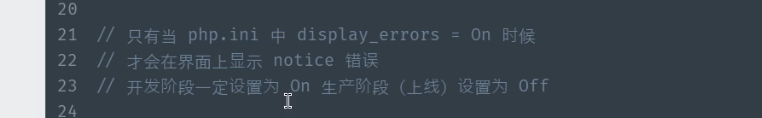 20
21 // 只有当 php.ini 中 display_errors = On 时候
22 // 才会在界面上显示 notice 错误
23 // 开发阶段一定设置为 On 生产阶段（上线）设置为 Off
24